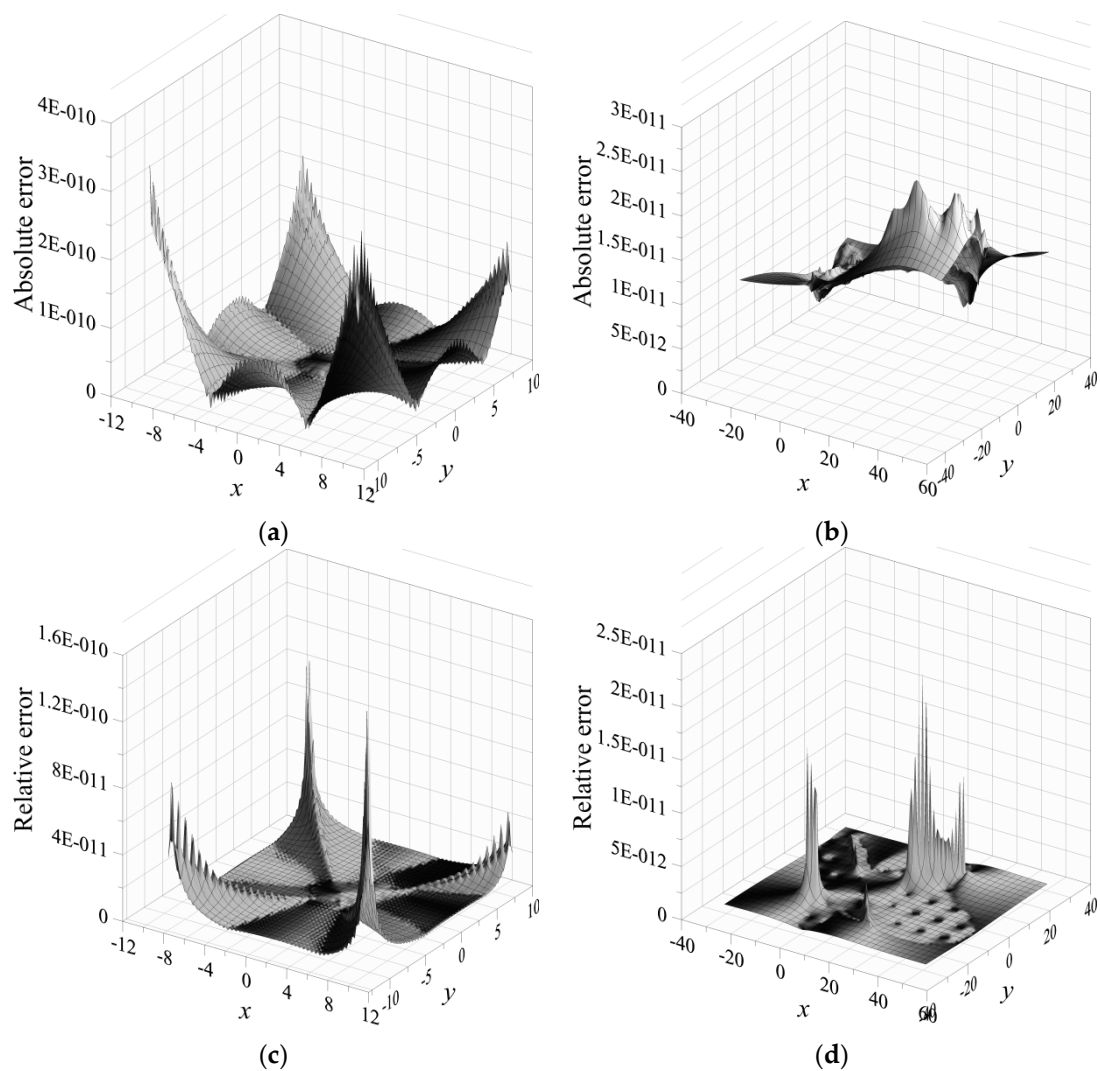 4E-010
3E-010
2E-010
1E-010
0
Absolute error
-12
-8
-4
0
4
8
12
x
-10
-5
0
5
10
y
(a)
3E-011
2.5E-011
2E-011
1.5E-011
1E-011
5E-012
0
Absolute error
-40
-20
0
20
40
60
x
-40
-20
0
20
40
y
(b)
1.6E-010
1.2E-010
8E-011
4E-011
0
Relative error
-12
-8
-4
0
4
8
12
x
-10
-5
0
5
10
y
(c)
2.5E-011
2E-011
1.5E-011
1E-011
5E-012
0
Relative error
-40
-20
0
20
40
60
x
-20
0
20
40
y
(d)